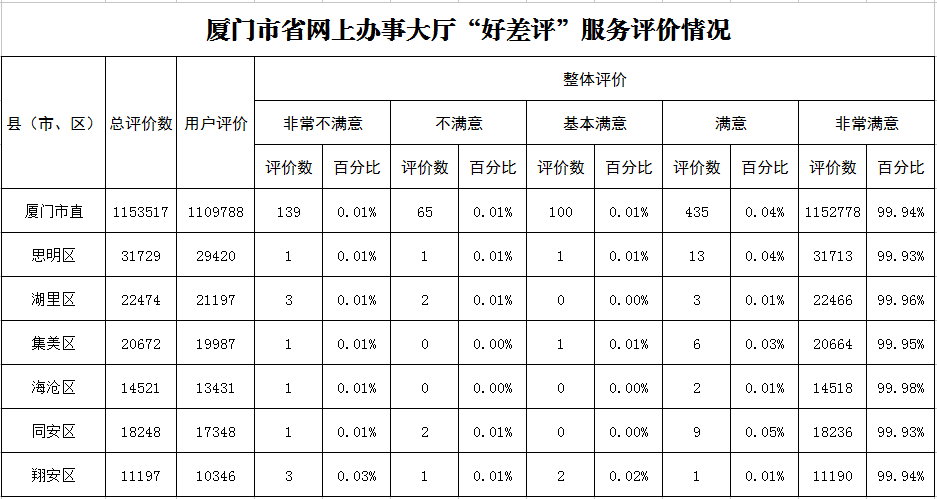 厦门市省网上办事大厅“好差评”服务评价情况
县（市、区） 总评价数 用户评价 整体评价
非常不满意 不满意 基本满意 满意 非常满意
评价数 百分比 评价数 百分比 评价数 百分比 评价数 百分比 评价数 百分比
厦门市直 1153517 1109788 139 0.01% 65 0.01% 100 0.01% 435 0.04% 1152778 99.94%
思明区 31729 29420 1 0.01% 1 0.01% 1 0.01% 13 0.04% 31713 99.93%
湖里区 22474 21197 3 0.01% 2 0.01% 0 0.00% 3 0.01% 22466 99.96%
集美区 20672 19987 1 0.01% 0 0.00% 1 0.01% 6 0.03% 20664 99.95%
海沧区 14521 13431 1 0.01% 0 0.00% 0 0.00% 2 0.01% 14518 99.98%
同安区 18248 17348 1 0.01% 2 0.01% 0 0.00% 9 0.05% 18236 99.93%
翔安区 11197 10346 3 0.03% 1 0.01% 2 0.02% 1 0.01% 11190 99.94%